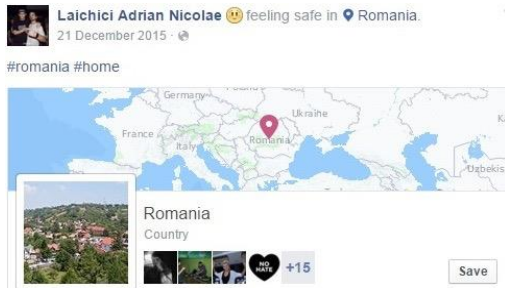 Laichici Adrian Nicolae feeling safe in Romania.
21 December 2015
#romania #home
Germany
Ukraine
France
Romania
Italy
Uzbekis
Romania
Country
NO HATE
+15
Save